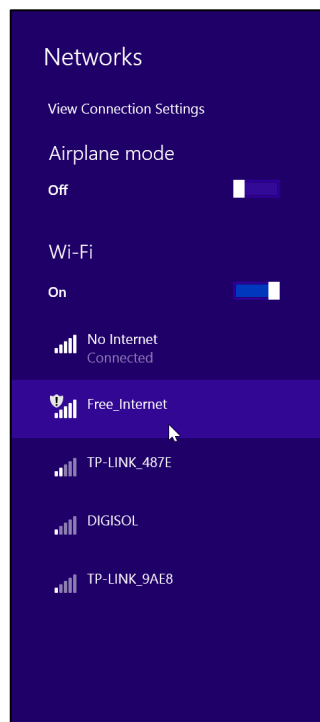 Networks
View Connection Settings
Airplane mode
Off
Wi-Fi
On
No Internet
Connected
Free_Internet
TP-LINK_487E
DIGISOL
TP-LINK_9AE8